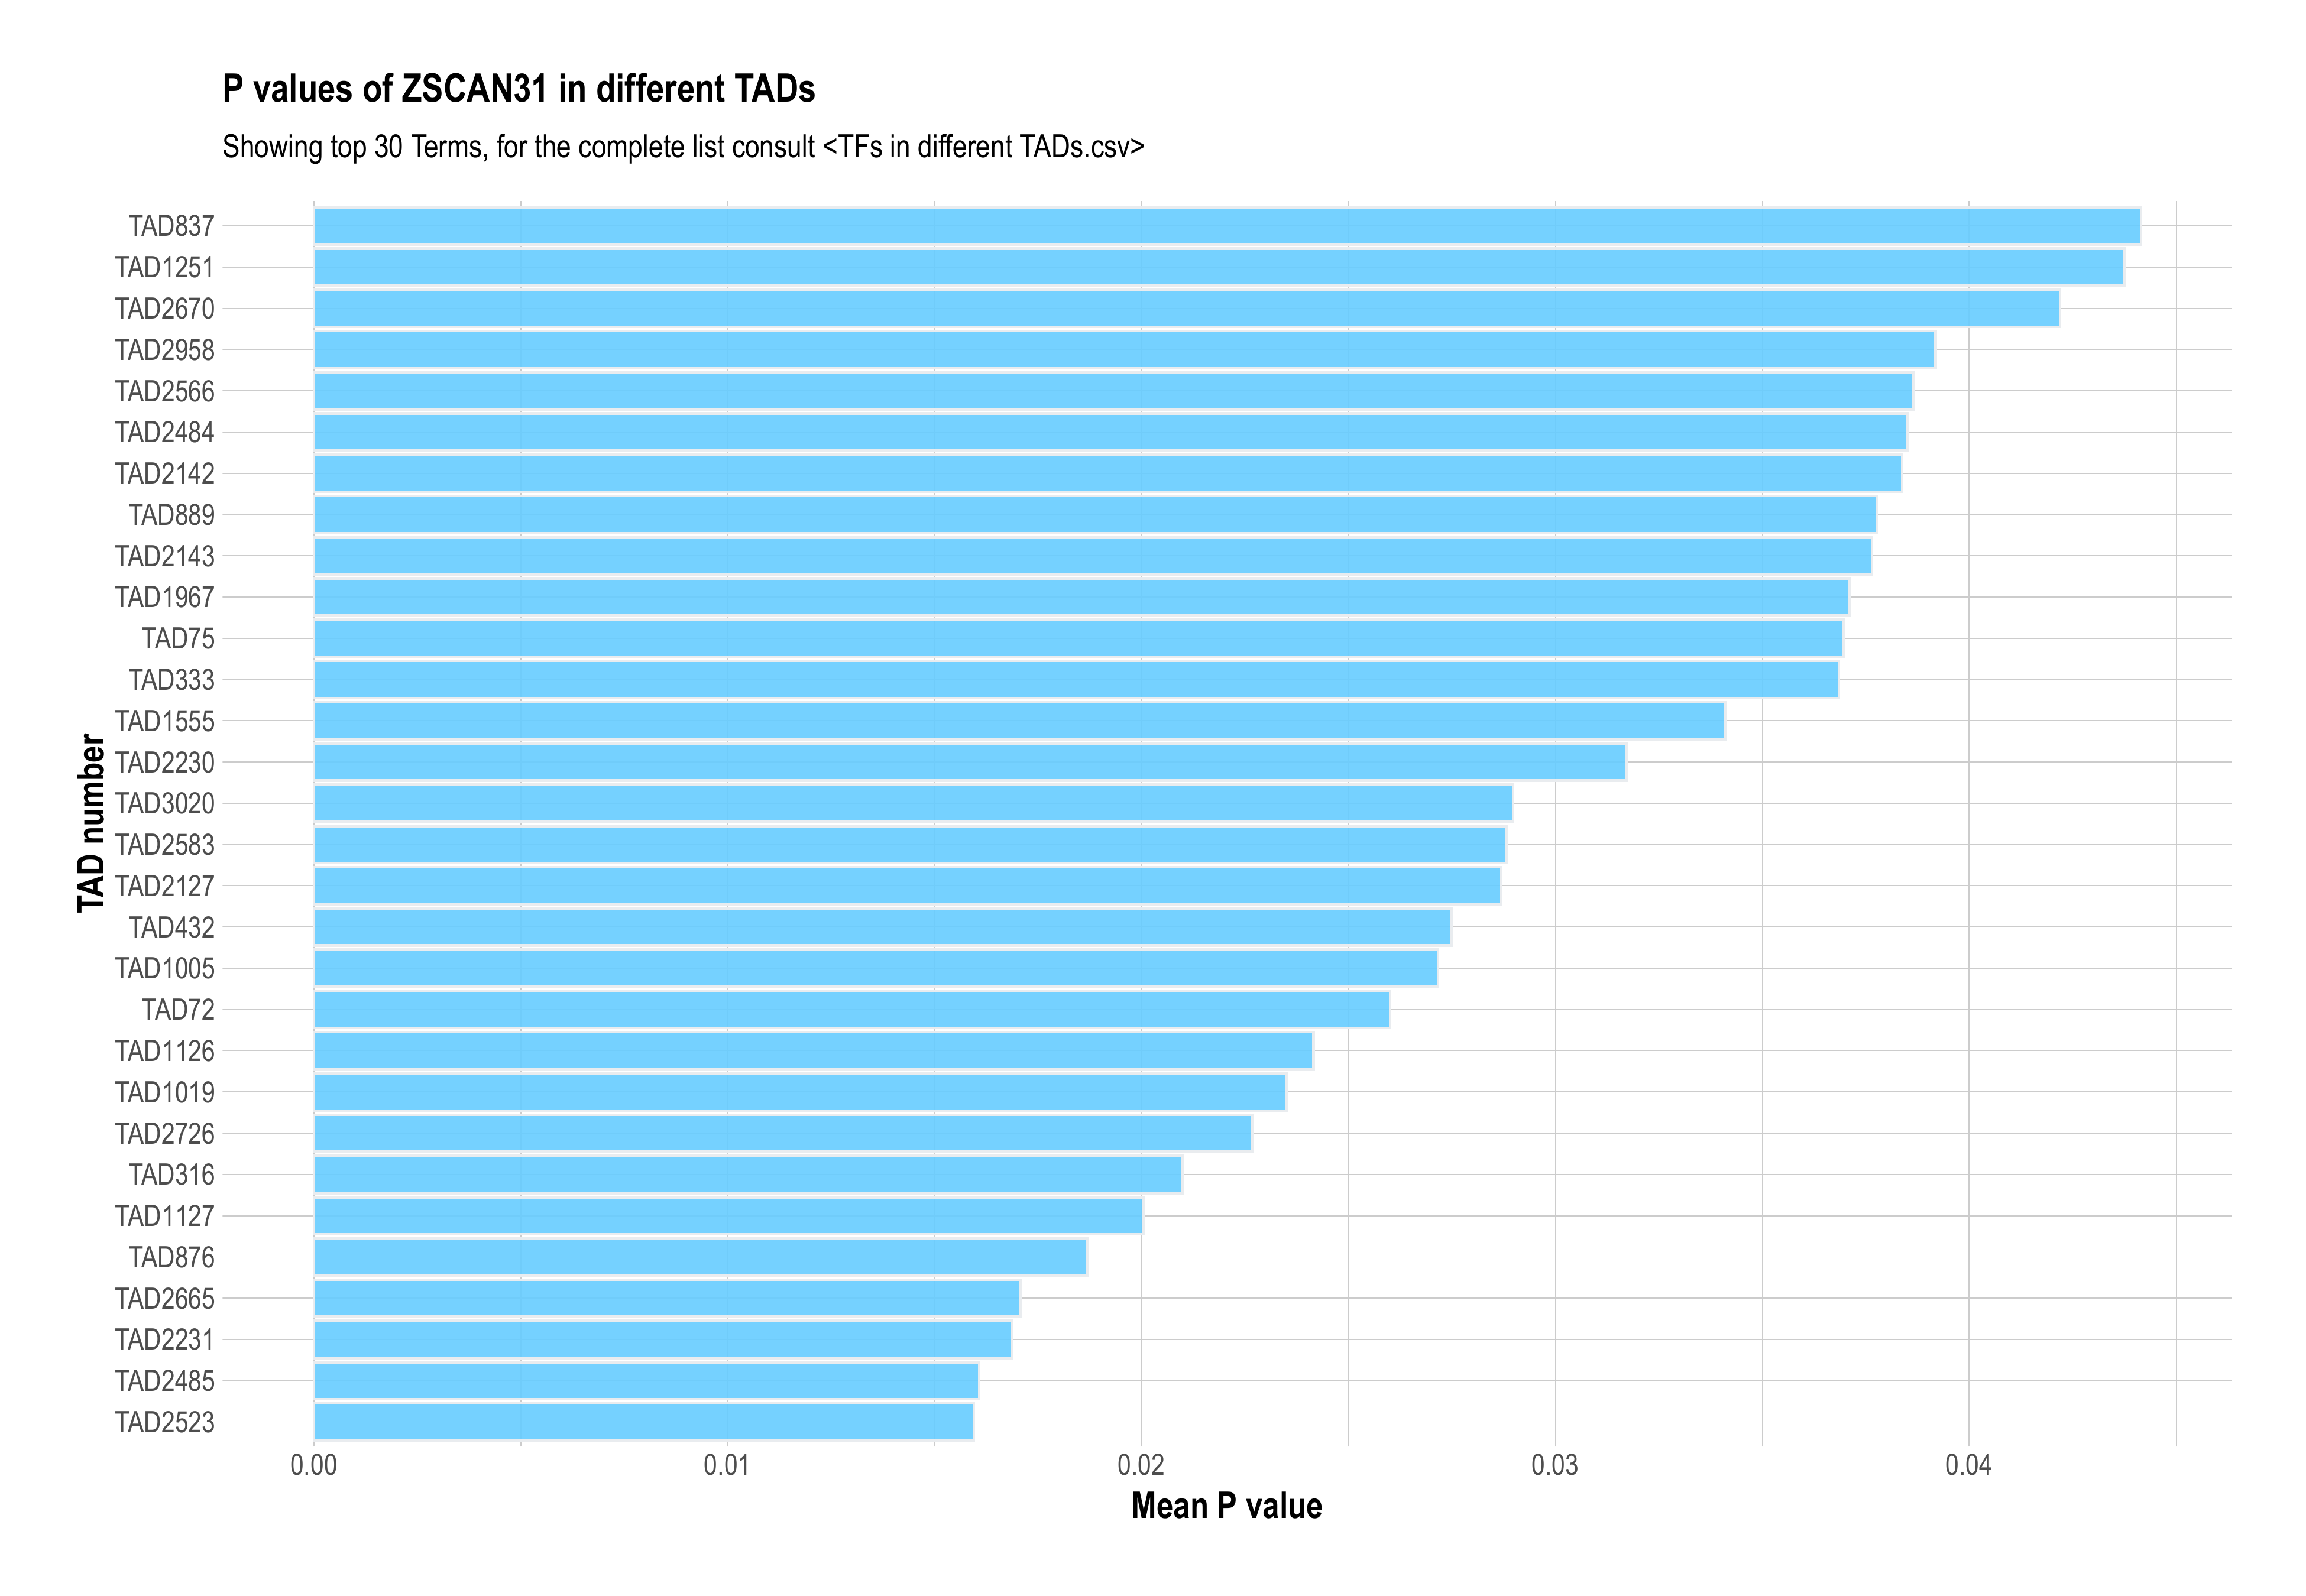 P values of ZSCAN31 in different TADs
Showing top 30 Terms, for the complete list consult <TFs in different TADs.csv>
TAD837
TAD1251
TAD2670
TAD2958
TAD2566
TAD2484
TAD2142
TAD889
TAD2143
TAD1967
TAD75
TAD333
TAD1555
TAD2230
TAD3020
TAD2583
TAD2127
TAD432
TAD1005
TAD72
TAD1126
TAD1019
TAD2726
TAD316
TAD1127
TAD876
TAD2665
TAD2231
TAD2485
TAD2523
TAD number
0.00 0.01 0.02 0.03 0.04
Mean P value